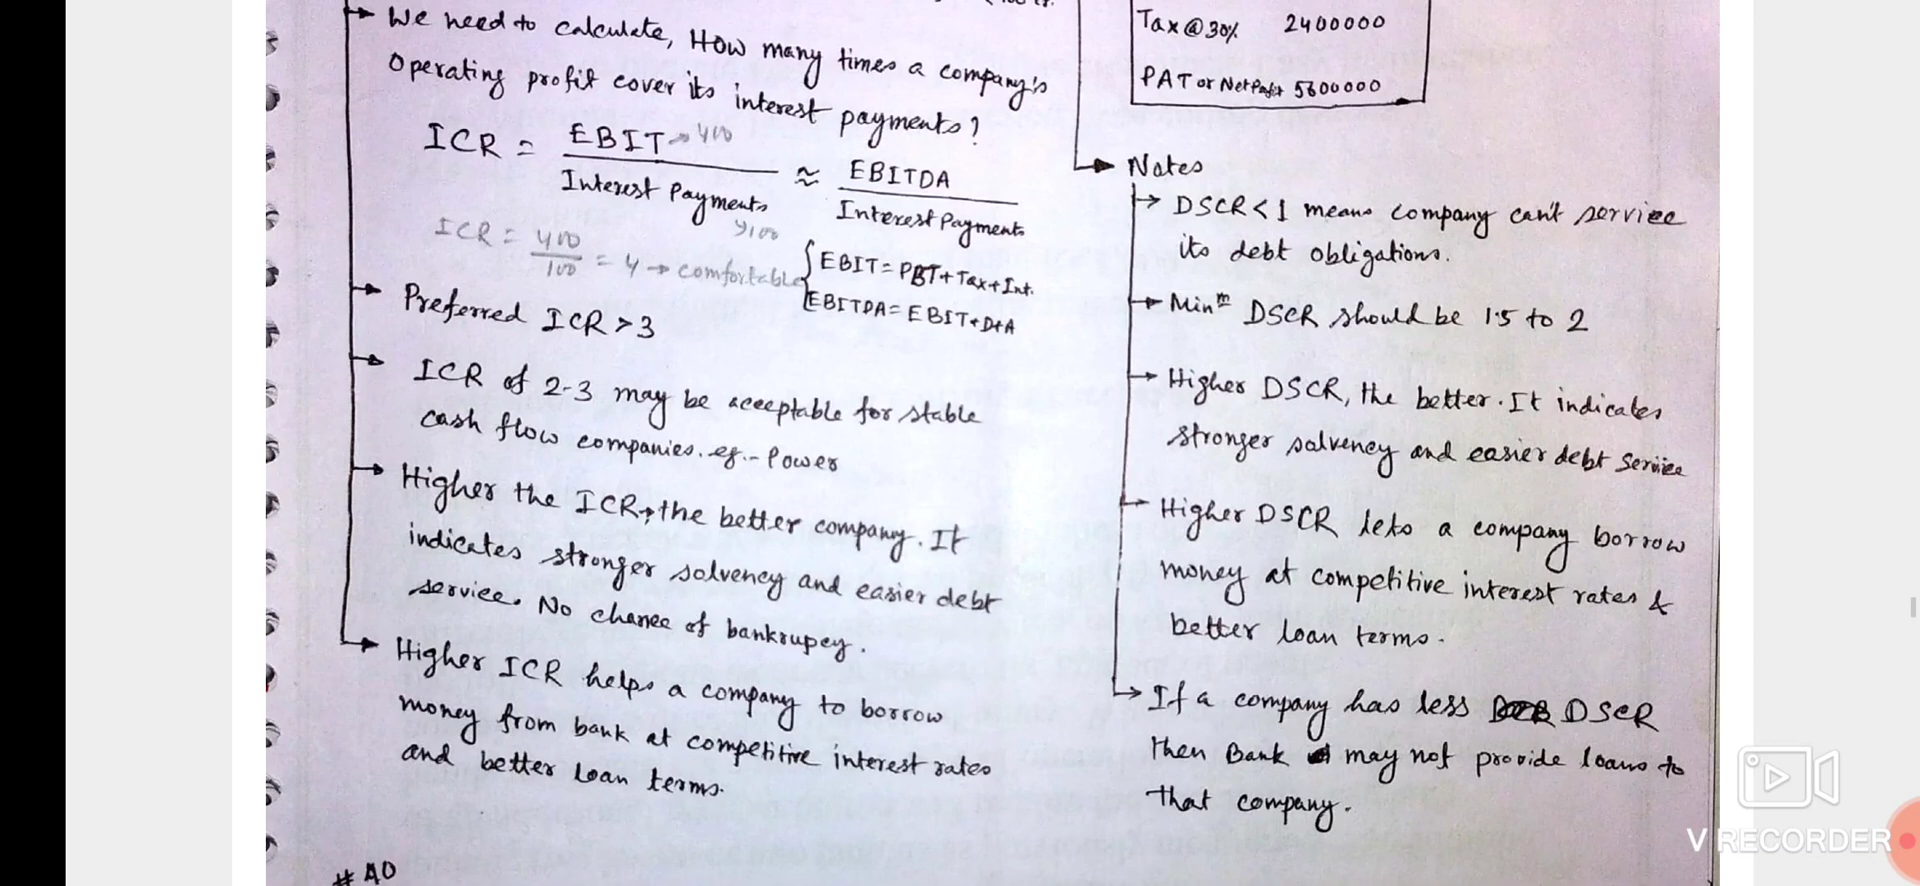 We need to calculate, How many times a company's
Operating profit cover its interest payments?
ICR = EBIT → 400 / Interest Payments → 100 ≈ EBITDA / Interest Payments
ICR = 400 / 100 = 4 → comfortable
{ EBIT = PBT + Tax + Int.
EBITDA = EBIT + D+A
Preferred ICR > 3
ICR of 2-3 may be acceptable for stable
cash flow companies. eg.- Power
Higher the ICR, the better company. It
indicates stronger solvency and easier debt
service. No chance of bankrupcy.
Higher ICR helps a company to borrow
money from bank at competitive interest rates
and better loan terms.
# 40
Tax @ 30% 2400000
PAT or Net Profit 5600000
Notes
DSCR < 1 means company can't service
its debt obligations.
Minm DSCR should be 1.5 to 2
Higher DSCR, the better. It indicates
stronger solvency and easier debt service
Higher DSCR lets a company borrow
money at competitive interest rates &
better loan terms.
If a company has less DSCR
then Bank may not provide loans to
that company.
V RECORDER